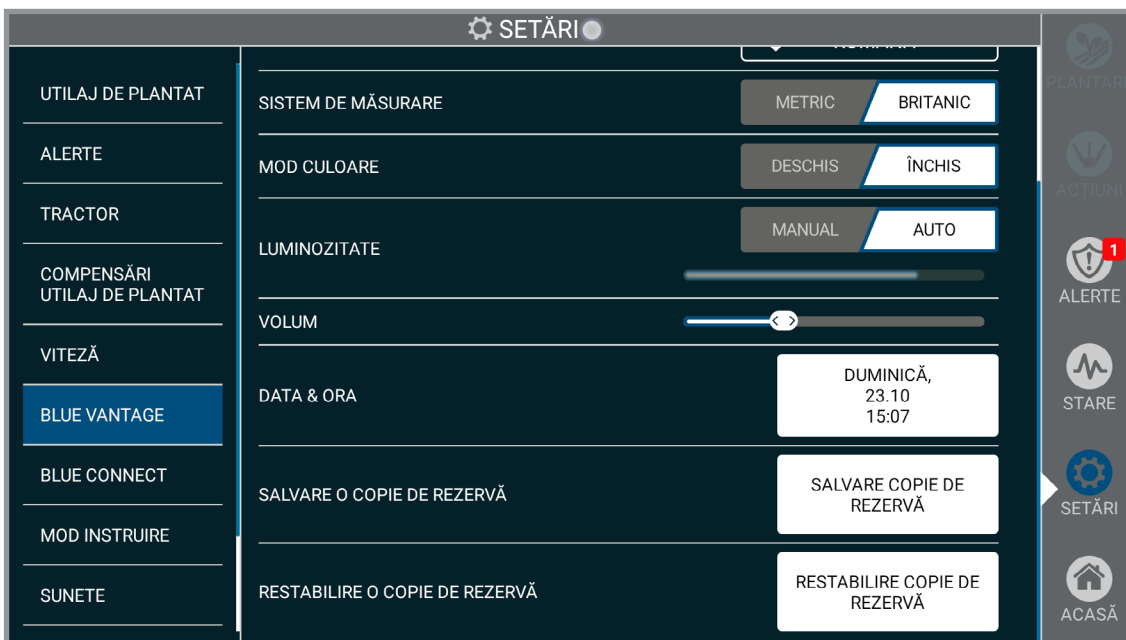 SETĂRI
UTILAJ DE PLANTAT
ALERTE
TRACTOR
COMPENSĂRI
UTILAJ DE PLANTAT
VITEZĂ
BLUE VANTAGE
BLUE CONNECT
MOD INSTRUIRE
SUNETE
SISTEM DE MĂSURARE
METRIC
BRITANIC
MOD CULOARE
DESCHIS
ÎNCHIS
LUMINOZITATE
MANUAL
AUTO
VOLUM
DATA & ORA
DUMINICĂ,
23.10
15:07
SALVARE O COPIE DE REZERVĂ
SALVARE COPIE DE
REZERVĂ
RESTABILIRE O COPIE DE REZERVĂ
RESTABILIRE COPIE DE
REZERVĂ
PLANTARE
ACȚIUNI
1
ALERTE
STARE
SETĂRI
ACASĂ